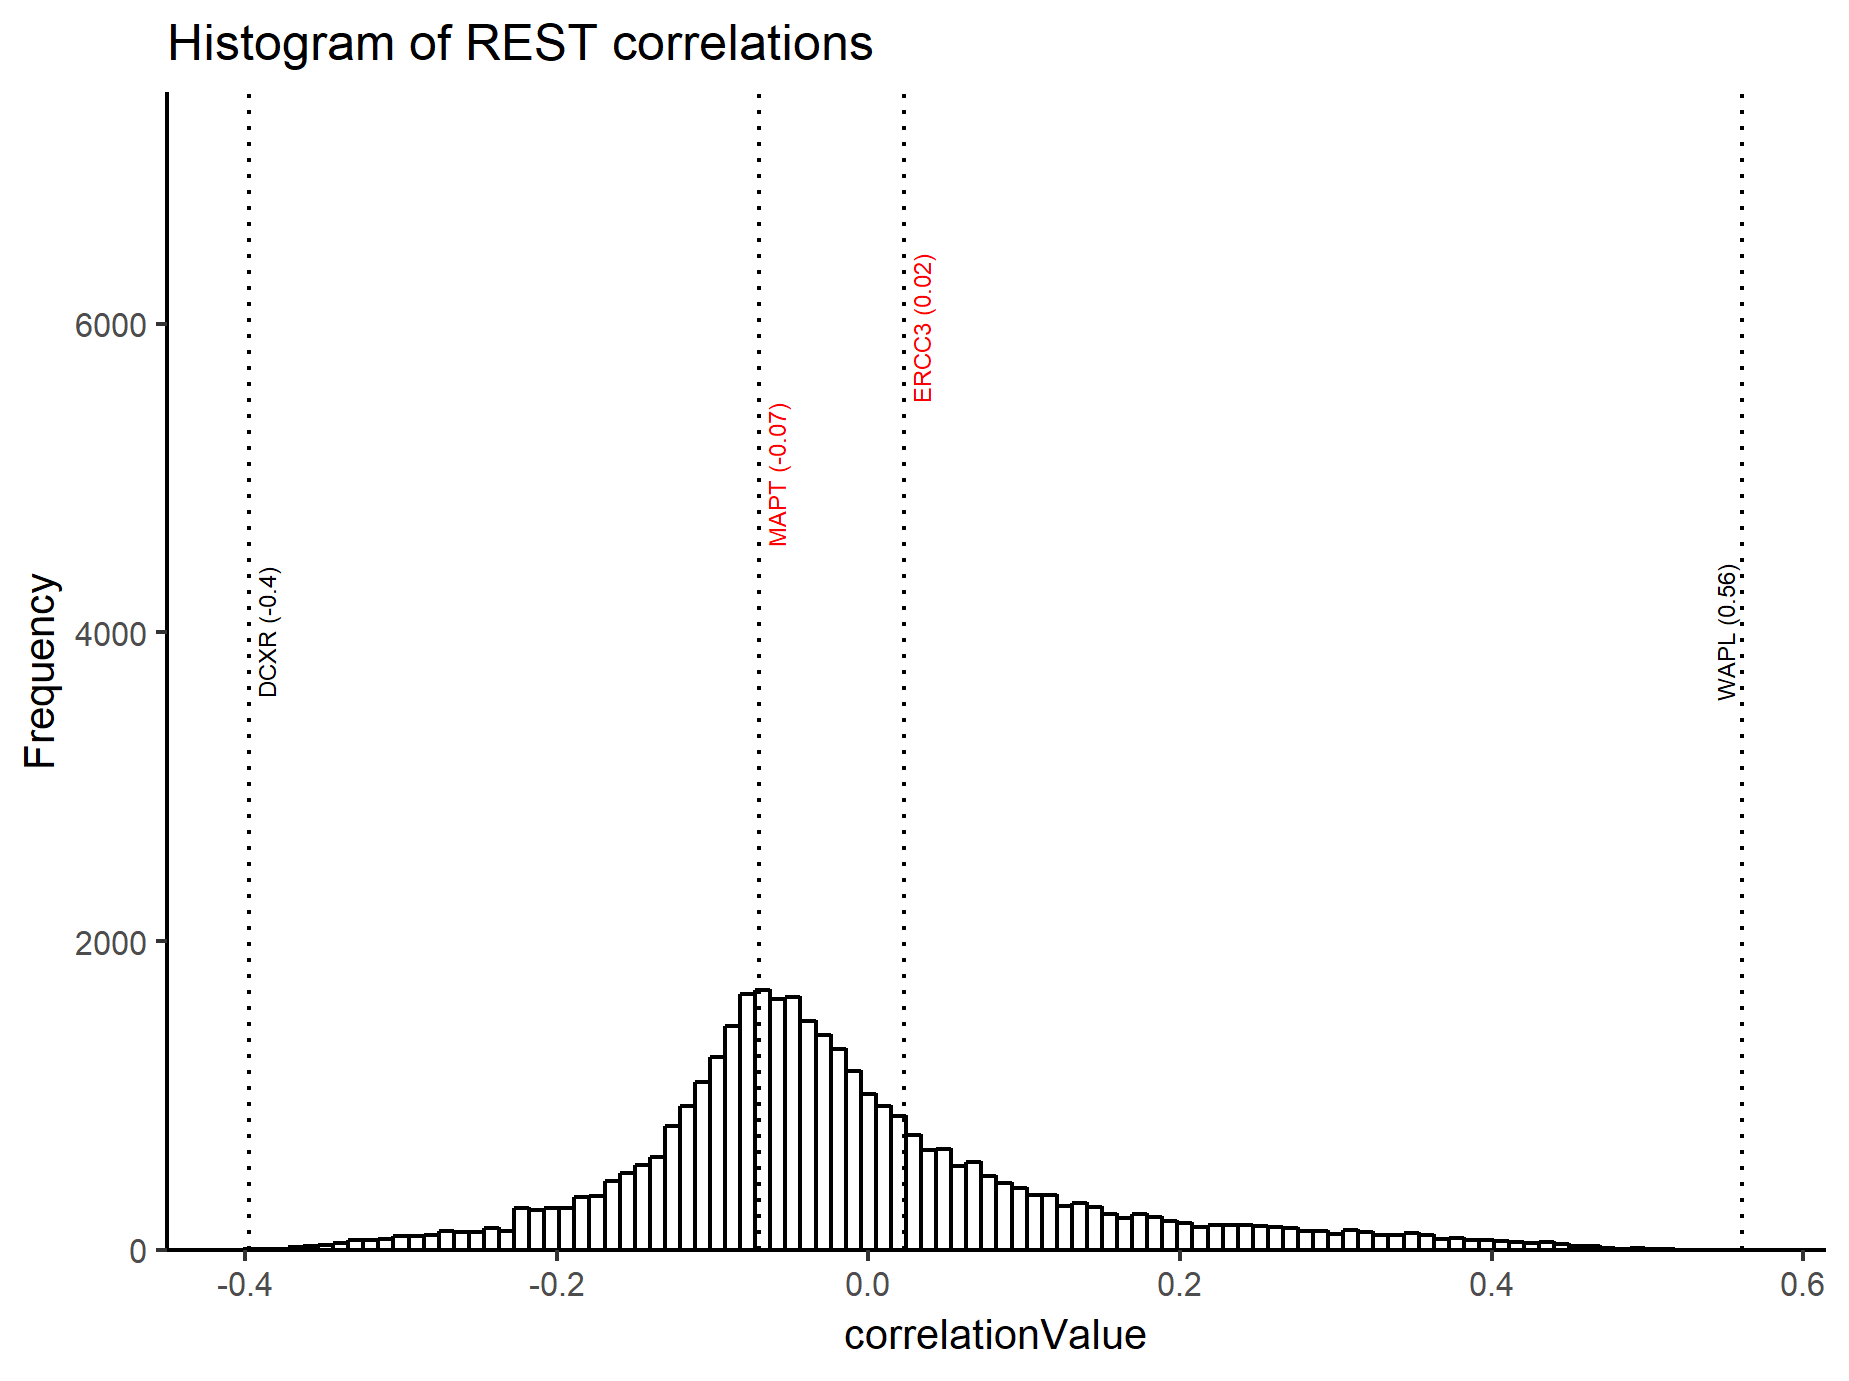 Histogram of REST correlations
ERCC3 (0.02)
MAPT (-0.07)
DCXR (-0.4)
WAPL (0.56)
Frequency
6000
4000
2000
0
-0.4
-0.2
0.0
0.2
0.4
0.6
correlationValue